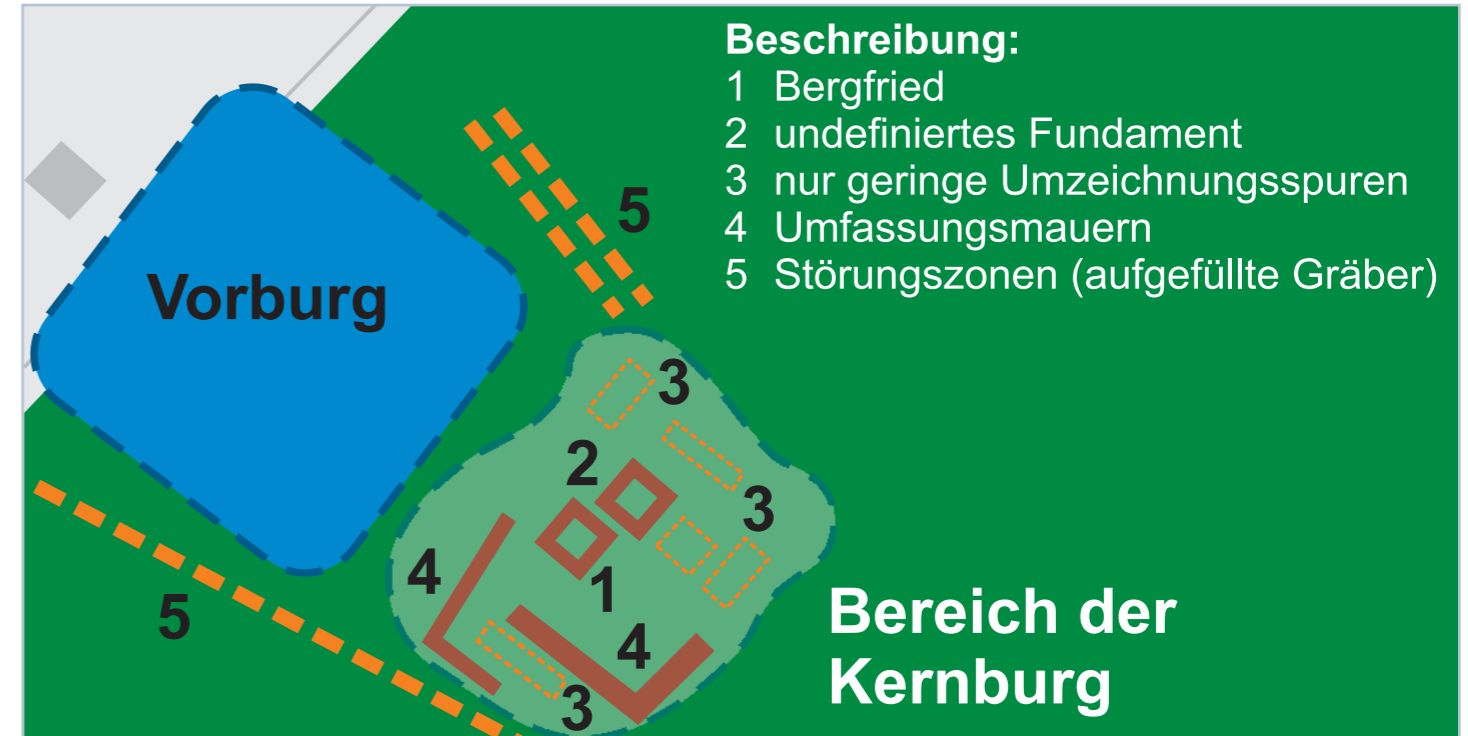 Beschreibung:
1 Bergfried
2 undefiniertes Fundament
3 nur geringe Umzeichnungsspuren
4 Umfassungsmauern
5 Störungszonen (aufgefüllte Gräber)
5
Vorburg
3
2
3
4
1
5
4
3
Bereich der
Kernburg